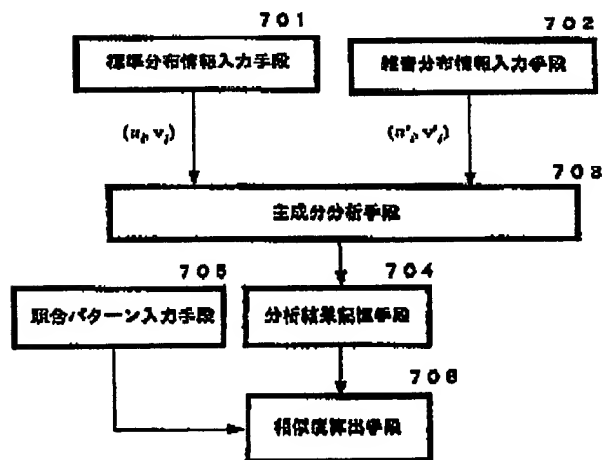 701
標準分布情報入力手段
702
雑音分布情報入力手段
(u_i, v_i)
(u'_i, v'_i)
703
主成分分析手段
705
照合パターン入力手段
704
分析結果記憶手段
706
相似度算出手段